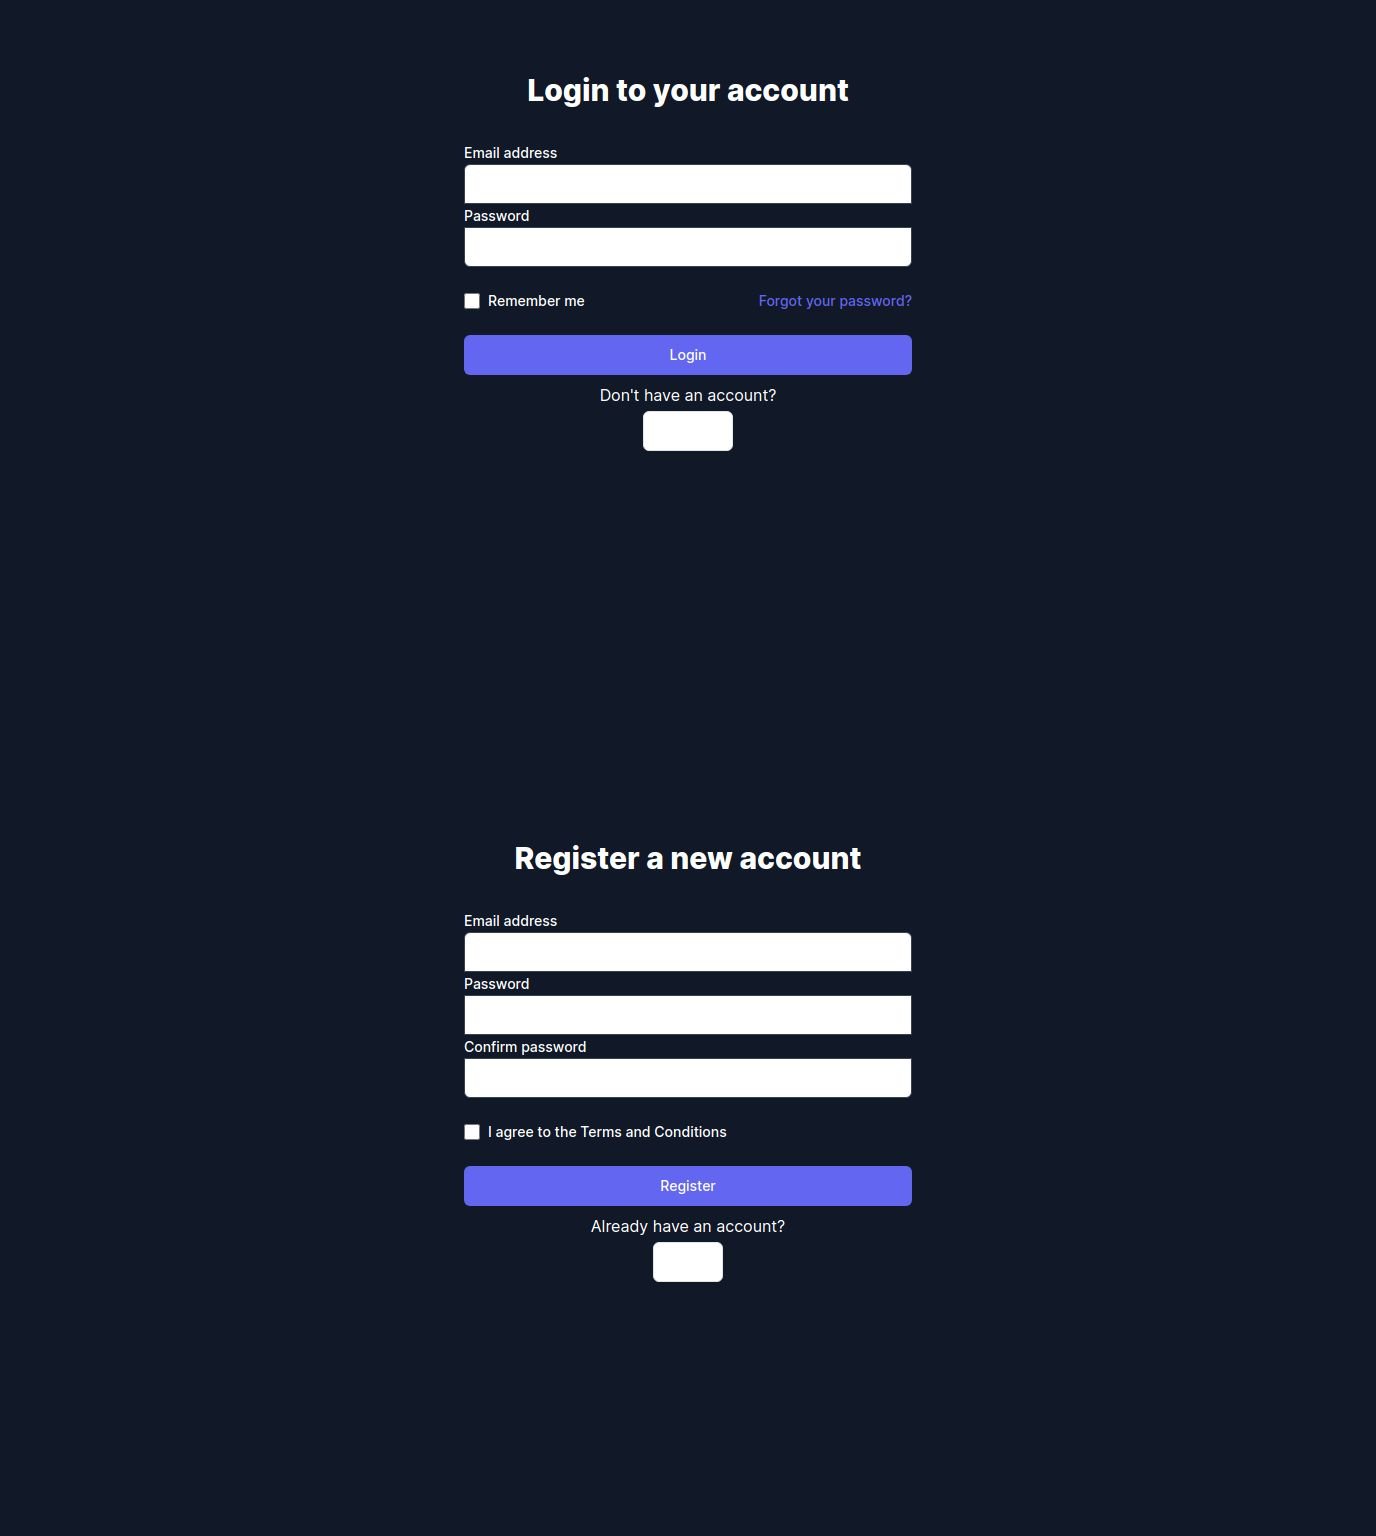 Login to your account
Email address
Password
Remember me
Forgot your password?
Login
Don't have an account?
Register a new account
Email address
Password
Confirm password
I agree to the Terms and Conditions
Register
Already have an account?